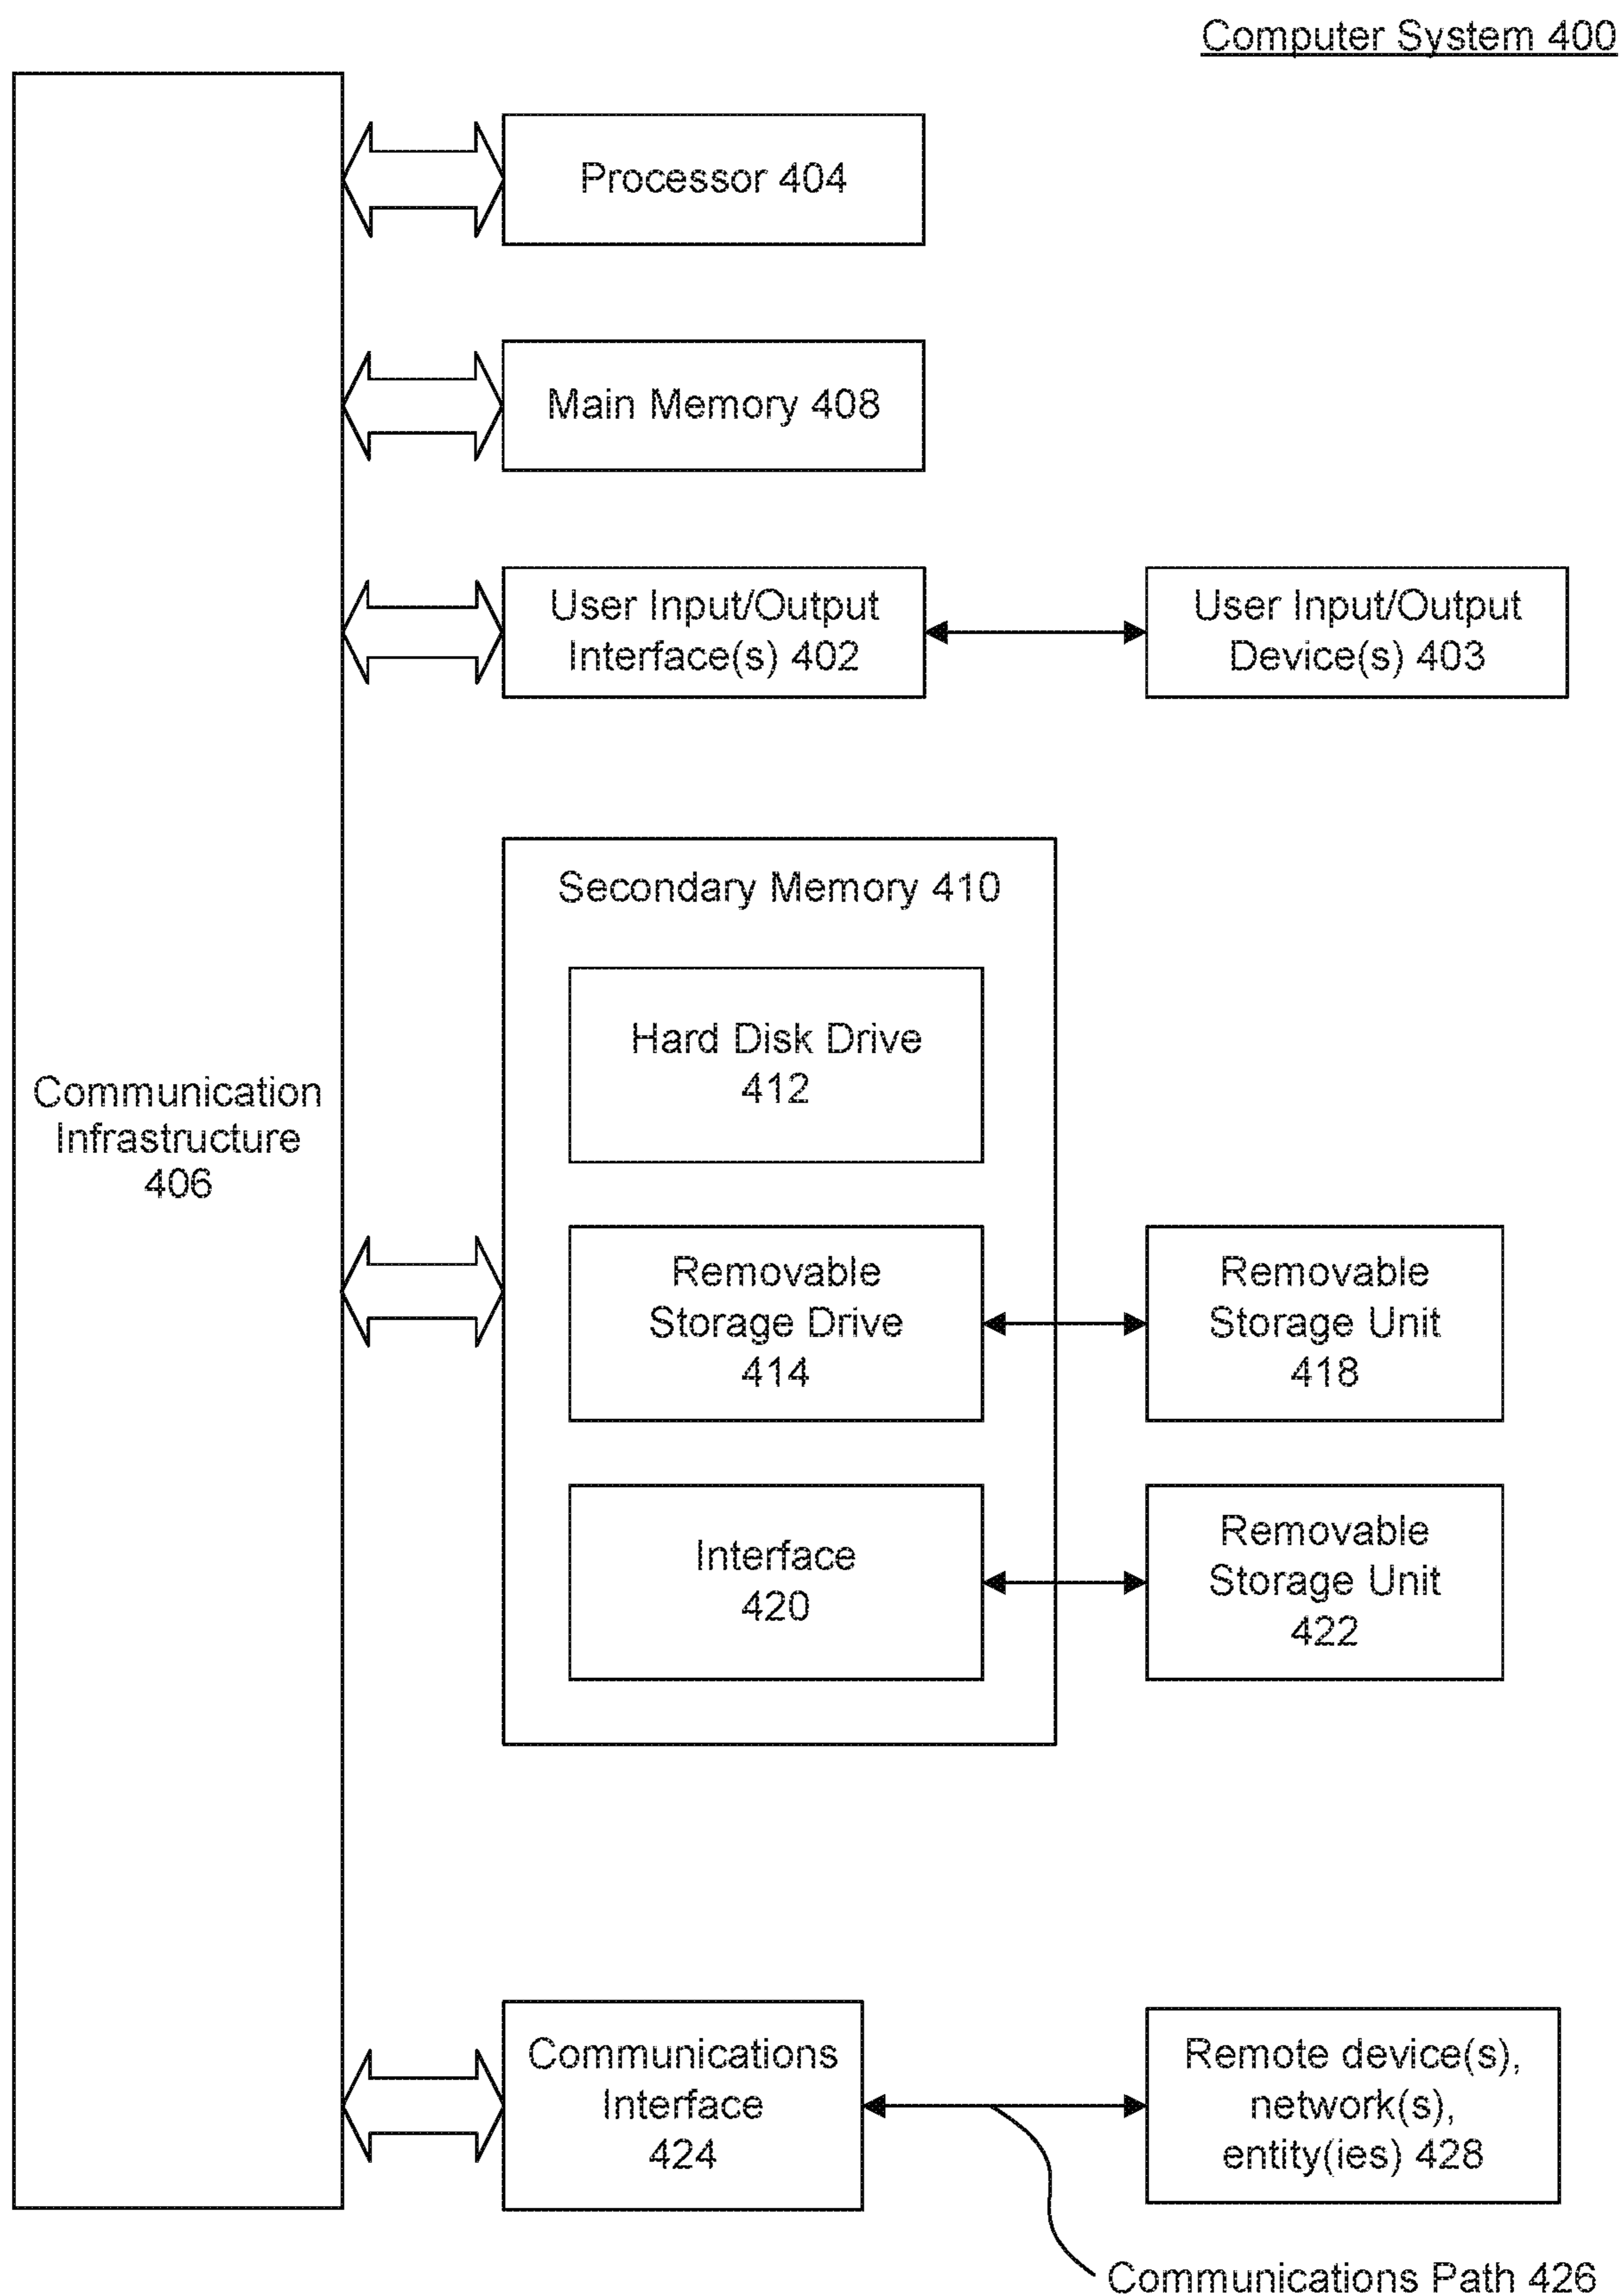 Computer System 400
Processor 404
Main Memory 408
User Input/Output
Interface(s) 402
User Input/Output
Device(s) 403
Secondary Memory 410
Hard Disk Drive
412
Communication
Infrastructure
406
Removable
Storage Drive
414
Removable
Storage Unit
418
Interface
420
Removable
Storage Unit
422
Communications
Interface
424
Remote device(s),
network(s),
entity(ies) 428
Communications Path 426